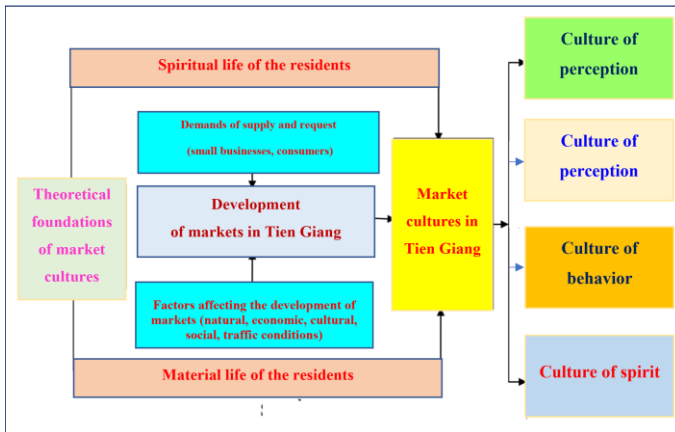 Spiritual life of the residents
Demands of supply and request
(small businesses, consumers)
Theoretical
foundations
of market
cultures
Development
of markets in Tien Giang
Factors affecting the development of
markets (natural, economic, cultural,
social, traffic conditions)
Material life of the residents
Market
cultures in
Tien Giang
Culture of
perception
Culture of
perception
Culture of
behavior
Culture of spirit